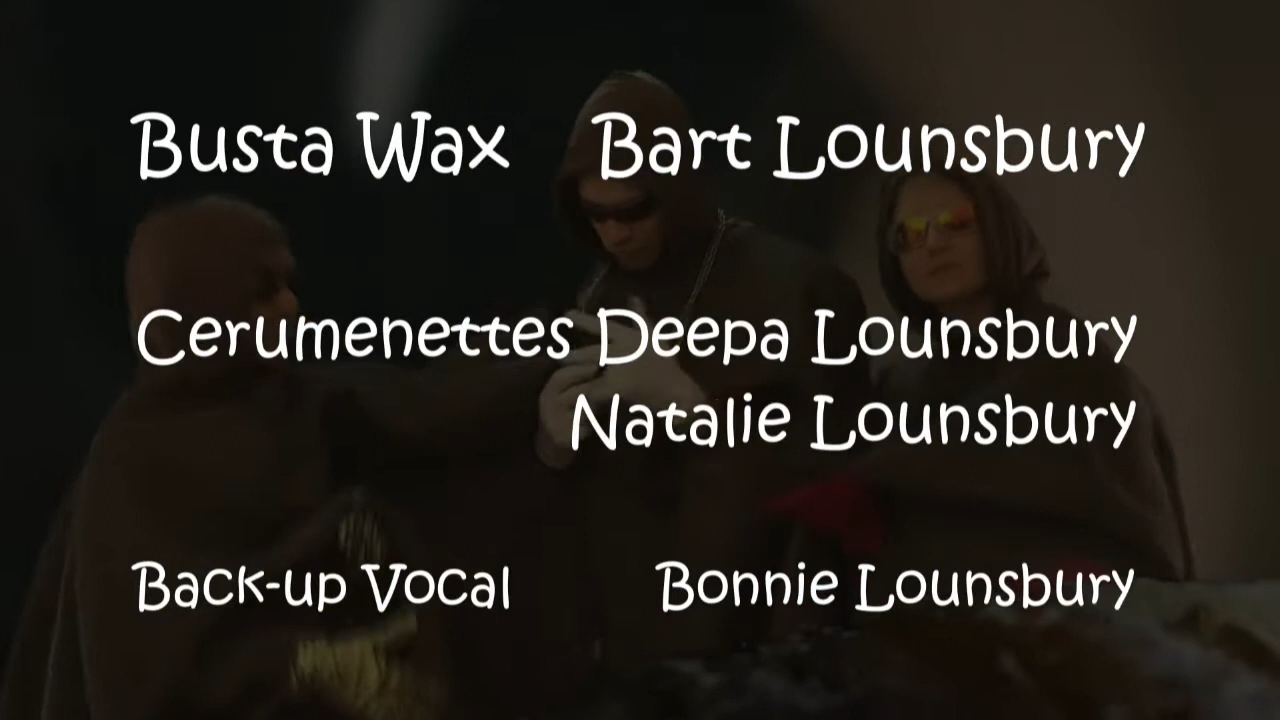 Busta Wax Bart Lounsbury
Cerumenettes Deepa Lounsbury
Natalie Lounsbury
Back-up Vocal Bonnie Lounsbury